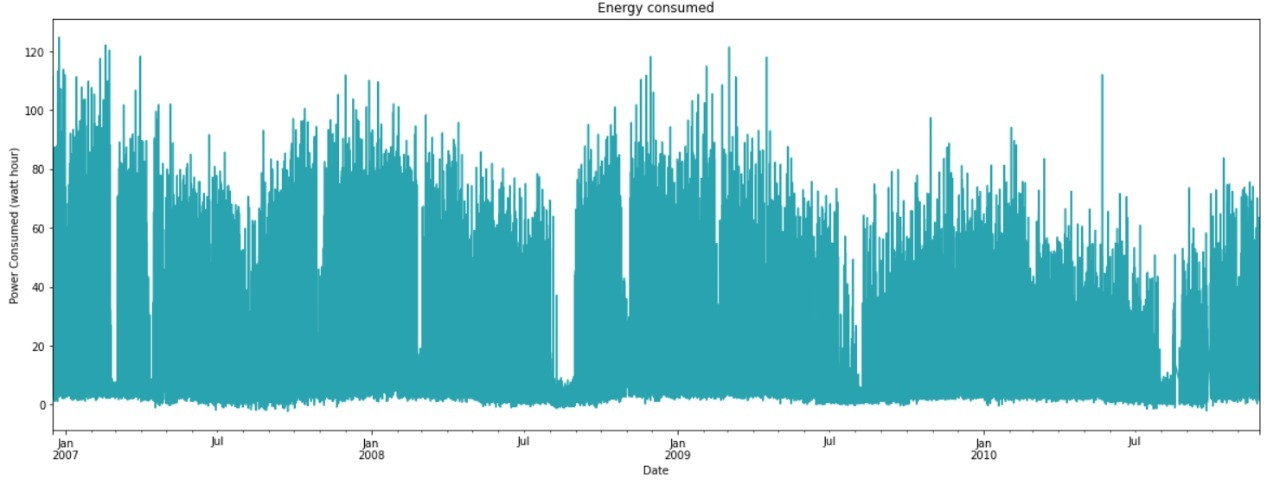 Energy consumed
Power Consumed (watt hour)
120
100
80
60
40
20
0
Jan Jul Jan Jul Jan Jul Jan Jul
2007 2008 2009 2010
Date